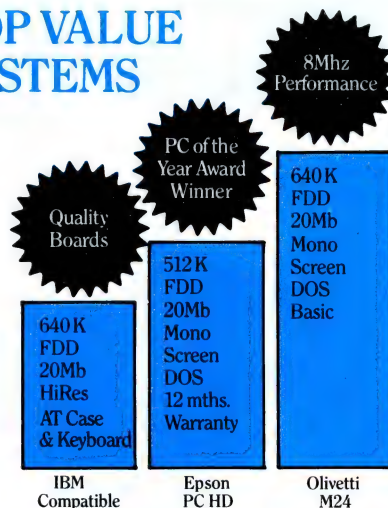 OP VALUE
STEMS
Quality
Boards
640K
FDD
20Mb
HiRes
AT Case
& Keyboard
IBM
Compatible
PC of the
Year Award
Winner
512K
FDD
20Mb
Mono
Screen
DOS
12 mths.
Warranty
Epson
PC HD
8Mhz
Performance
640K
FDD
20Mb
Mono
Screen
DOS
Basic
Olivetti
M24